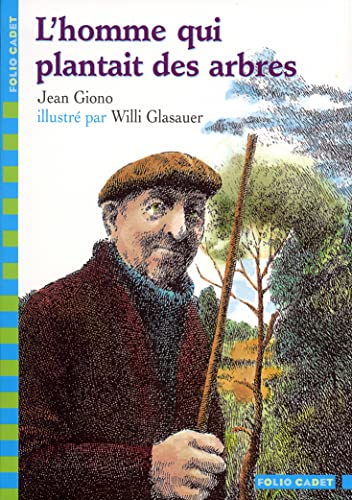 FOLIO CADET
L'homme qui
plantait des arbres
Jean Giono
illustré par Willi Glasauer
FOLIO CADET